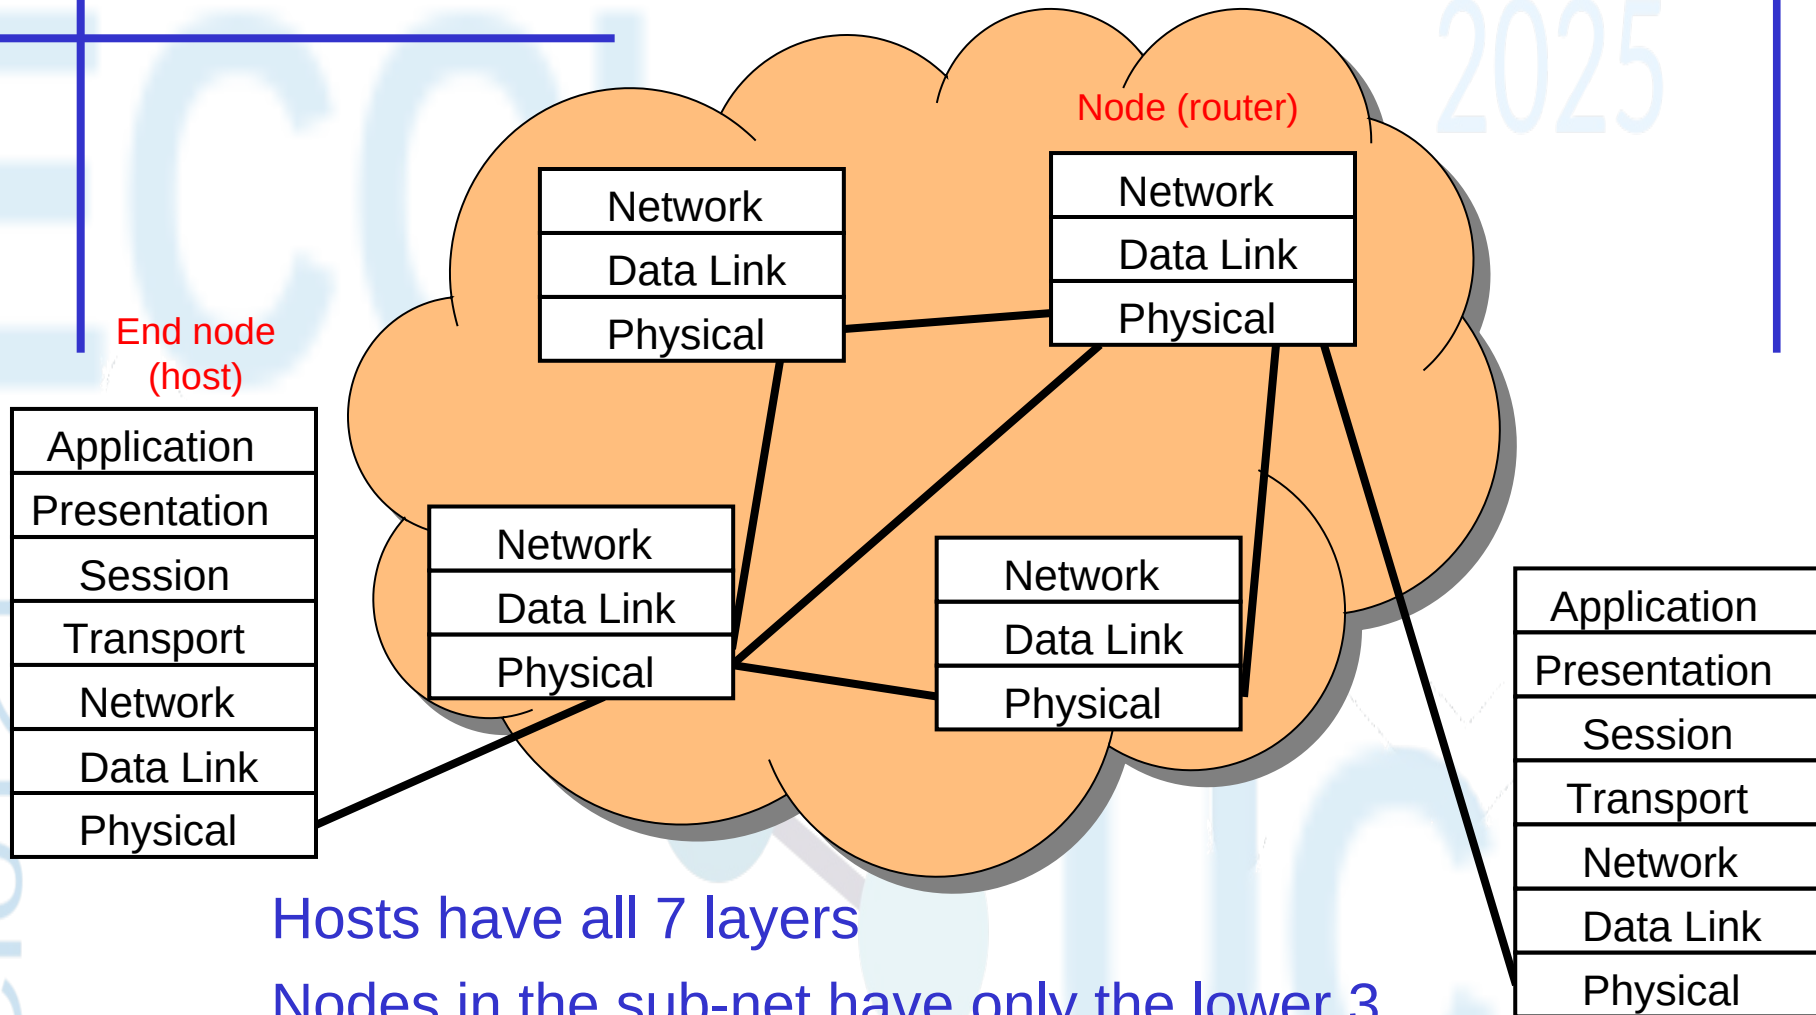 2025
Node (router)
Network
Data Link
Physical
Network
Data Link
Physical
End node
(host)
Application
Presentation
Session
Transport
Network
Data Link
Physical
Network
Data Link
Physical
Network
Data Link
Physical
Application
Presentation
Session
Transport
Network
Data Link
Physical
Hosts have all 7 layers
Nodes in the sub-net have only the lower 3